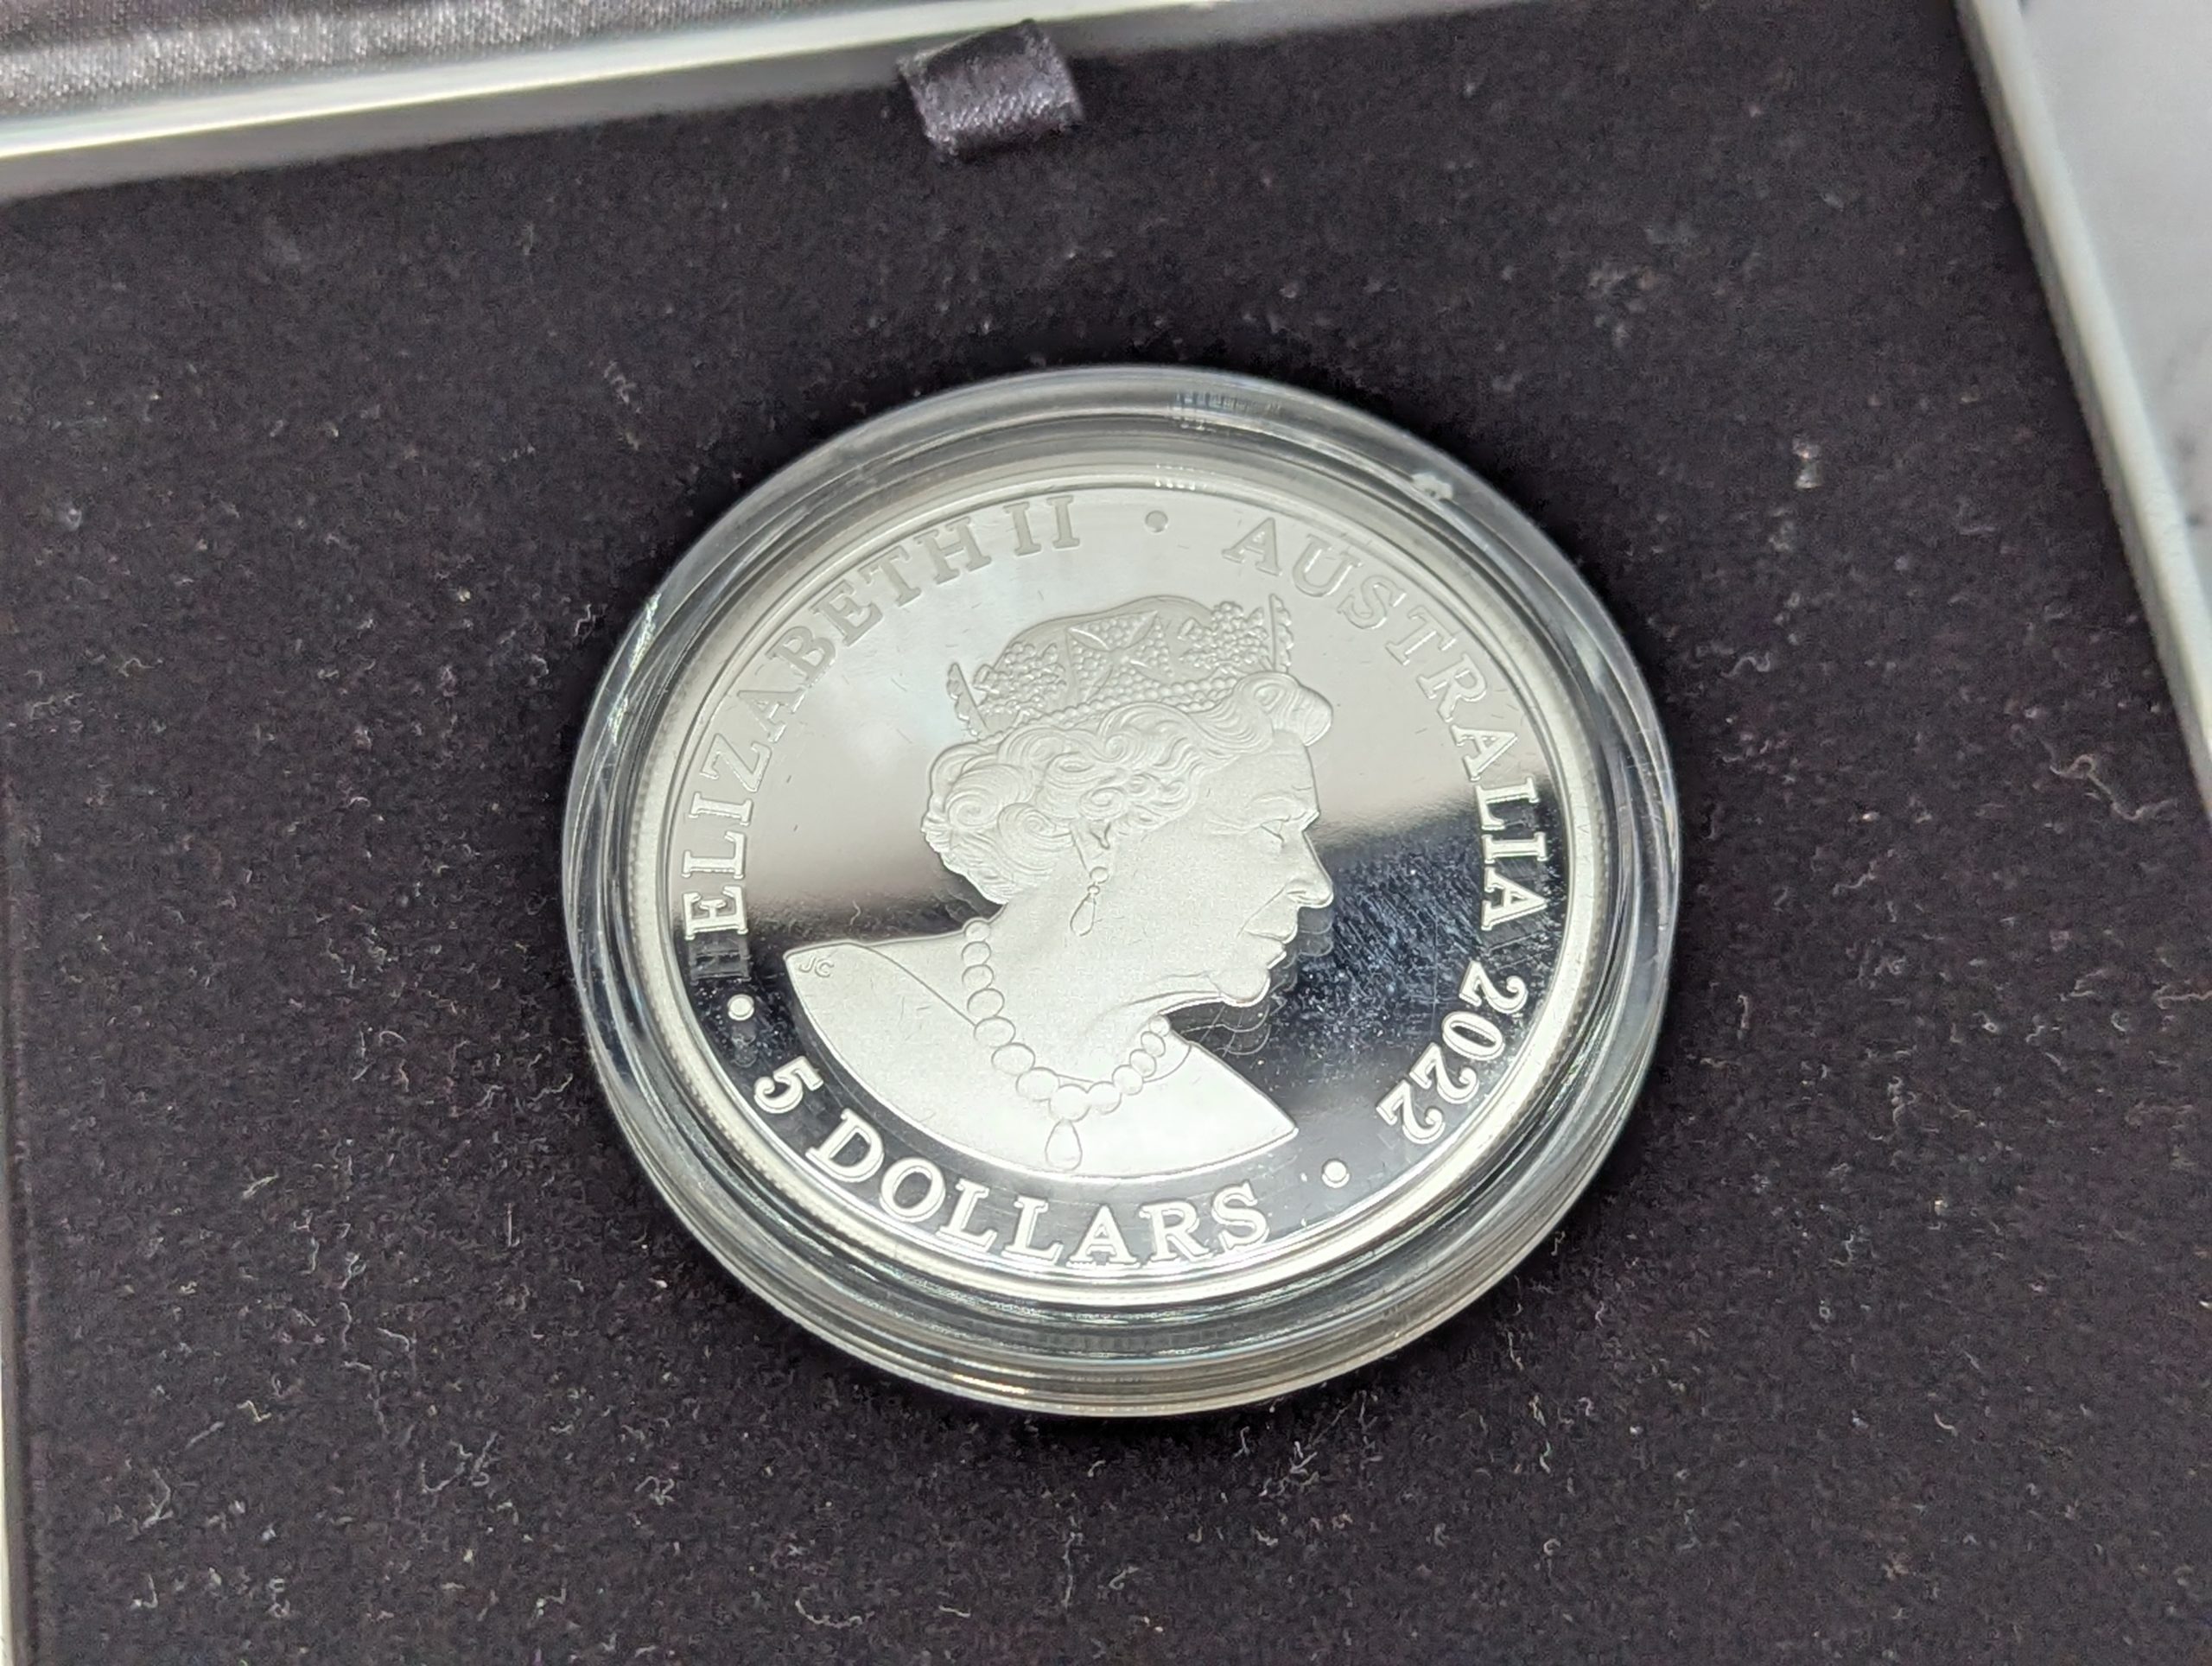 ELIZABETH II • AUSTRALIA 2022 •
5 DOLLARS •
JC